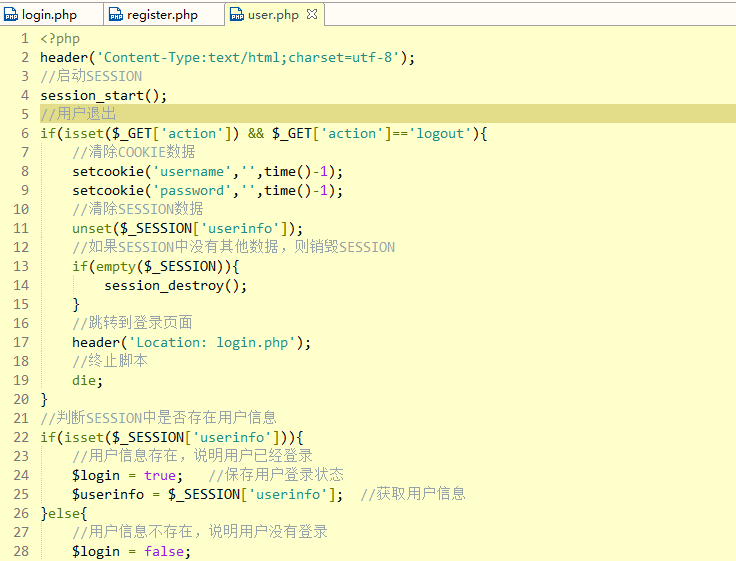 login.php register.php user.php
1 <?php
2 header('Content-Type:text/html;charset=utf-8');
3 //启动SESSION
4 session_start();
5 //用户退出
6 if(isset($_GET['action']) && $_GET['action']=='logout'){
7     //清除COOKIE数据
8     setcookie('username','',time()-1);
9     setcookie('password','',time()-1);
10     //清除SESSION数据
11     unset($_SESSION['userinfo']);
12     //如果SESSION中没有其他数据，则销毁SESSION
13     if(empty($_SESSION)){
14         session_destroy();
15     }
16     //跳转到登录页面
17     header('Location: login.php');
18     //终止脚本
19     die;
20 }
21 //判断SESSION中是否存在用户信息
22 if(isset($_SESSION['userinfo'])){
23     //用户信息存在，说明用户已经登录
24     $login = true;   //保存用户登录状态
25     $userinfo = $_SESSION['userinfo'];  //获取用户信息
26 }else{
27     //用户信息不存在，说明用户没有登录
28     $login = false;